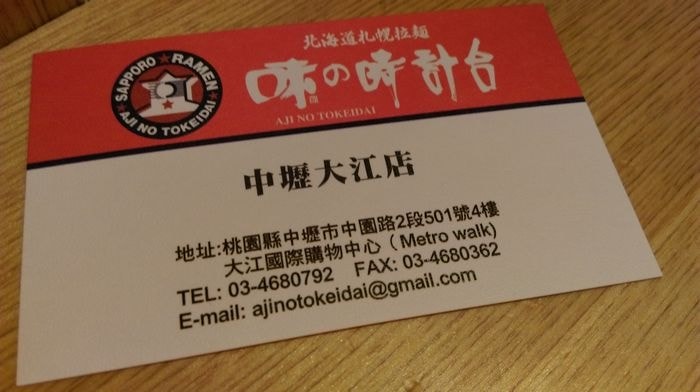 SAPPORO ★ RAMEN
AJI NO TOKEIDAI
北海道札幌拉麵
味の時計台
AJI NO TOKEIDAI
中壢大江店
地址:桃園縣中壢市中園路2段501號4樓
大江國際購物中心（Metro walk)
TEL: 03-4680792 FAX: 03-4680362
E-mail: ajinotokeidai@gmail.com